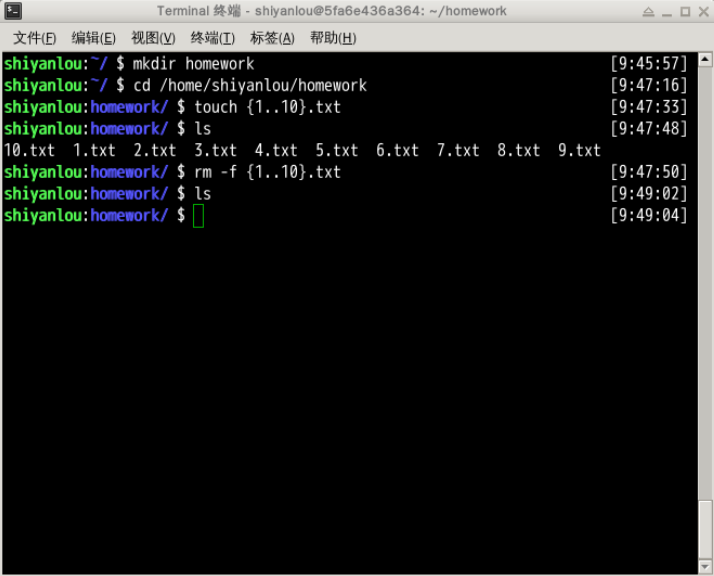 Terminal 终端 - shiyanlou@5fa6e436a364: ~/homework
文件(F) 编辑(E) 视图(V) 终端(T) 标签(A) 帮助(H)
shiyanlou:~/ $ mkdir homework [9:45:57]
shiyanlou:~/ $ cd /home/shiyanlou/homework [9:47:16]
shiyanlou:homework/ $ touch {1..10}.txt [9:47:33]
shiyanlou:homework/ $ ls [9:47:48]
10.txt 1.txt 2.txt 3.txt 4.txt 5.txt 6.txt 7.txt 8.txt 9.txt
shiyanlou:homework/ $ rm -f {1..10}.txt [9:47:50]
shiyanlou:homework/ $ ls [9:49:02]
shiyanlou:homework/ $ [9:49:04]